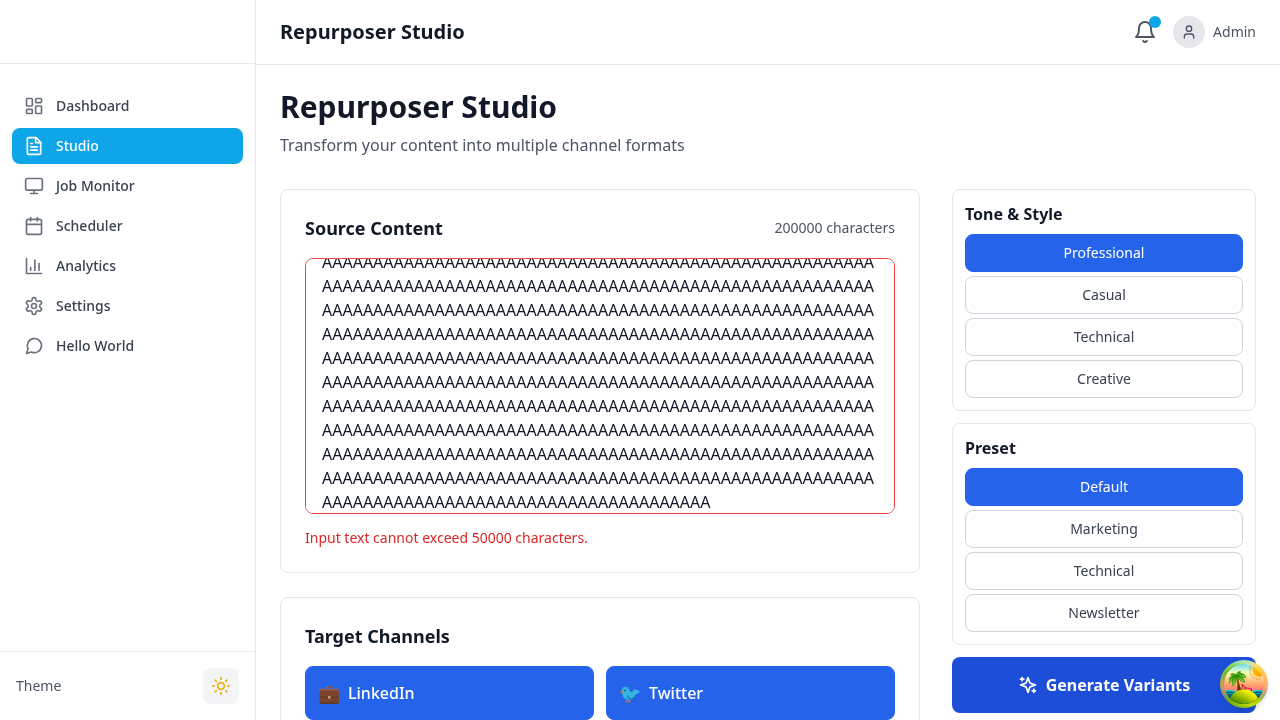 Repurposer Studio
Admin
Dashboard
Studio
Job Monitor
Scheduler
Analytics
Settings
Hello World
Theme
Repurposer Studio
Transform your content into multiple channel formats
Source Content
200000 characters
Input text cannot exceed 50000 characters.
Target Channels
LinkedIn
Twitter
Tone & Style
Professional
Casual
Technical
Creative
Preset
Default
Marketing
Technical
Newsletter
Generate Variants